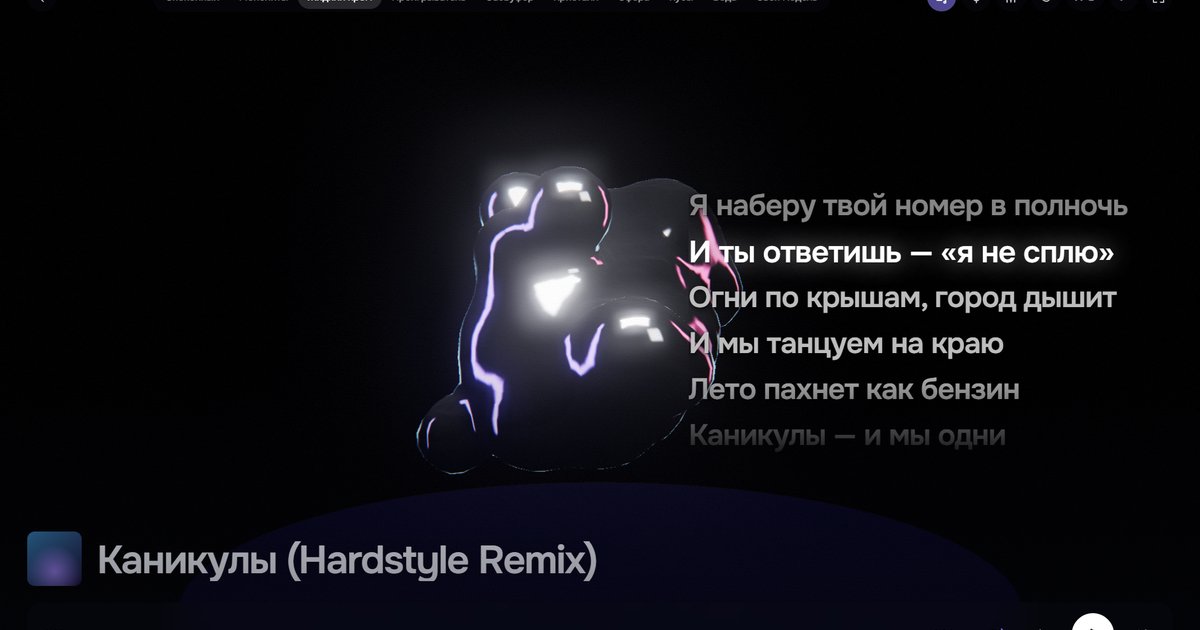 Я наберу твой номер в полночь
И ты ответишь — «я не сплю»
Огни по крышам, город дышит
И мы танцуем на краю
Лето пахнет как бензин
Каникулы — и мы одни
Каникулы (Hardstyle Remix)